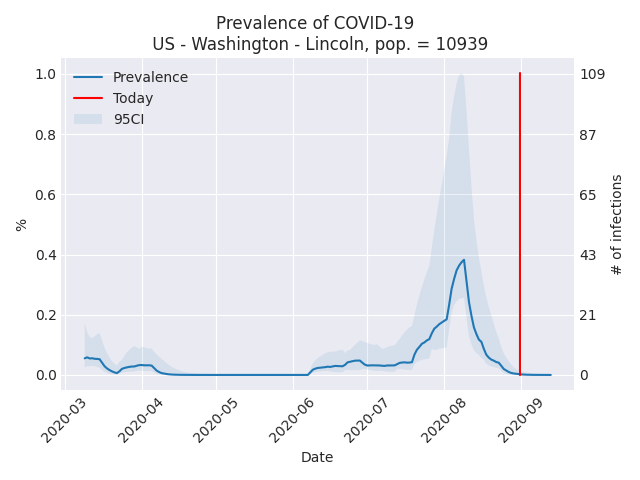 Prevalence of COVID-19
US - Washington - Lincoln, pop. = 10939
Prevalence
Today
95CI
1.0
0.8
0.6
0.4
0.2
0.0
%
109
87
65
43
21
0
# of infections
2020-03
2020-04
2020-05
2020-06
2020-07
2020-08
2020-09
Date